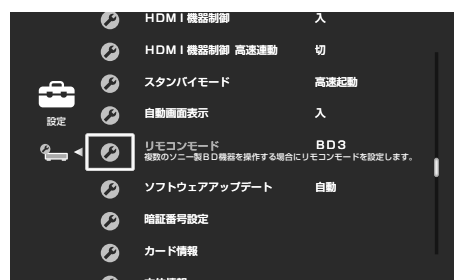 HDMI機器制御 入
HDMI機器制御 高速連動 切
スタンバイモード 高速起動
自動画面表示 入
設定
リモコンモード BD3
複数のソニー製BD機器を操作する場合にリモコンモードを設定します。
ソフトウェアアップデート 自動
暗証番号設定
カード情報